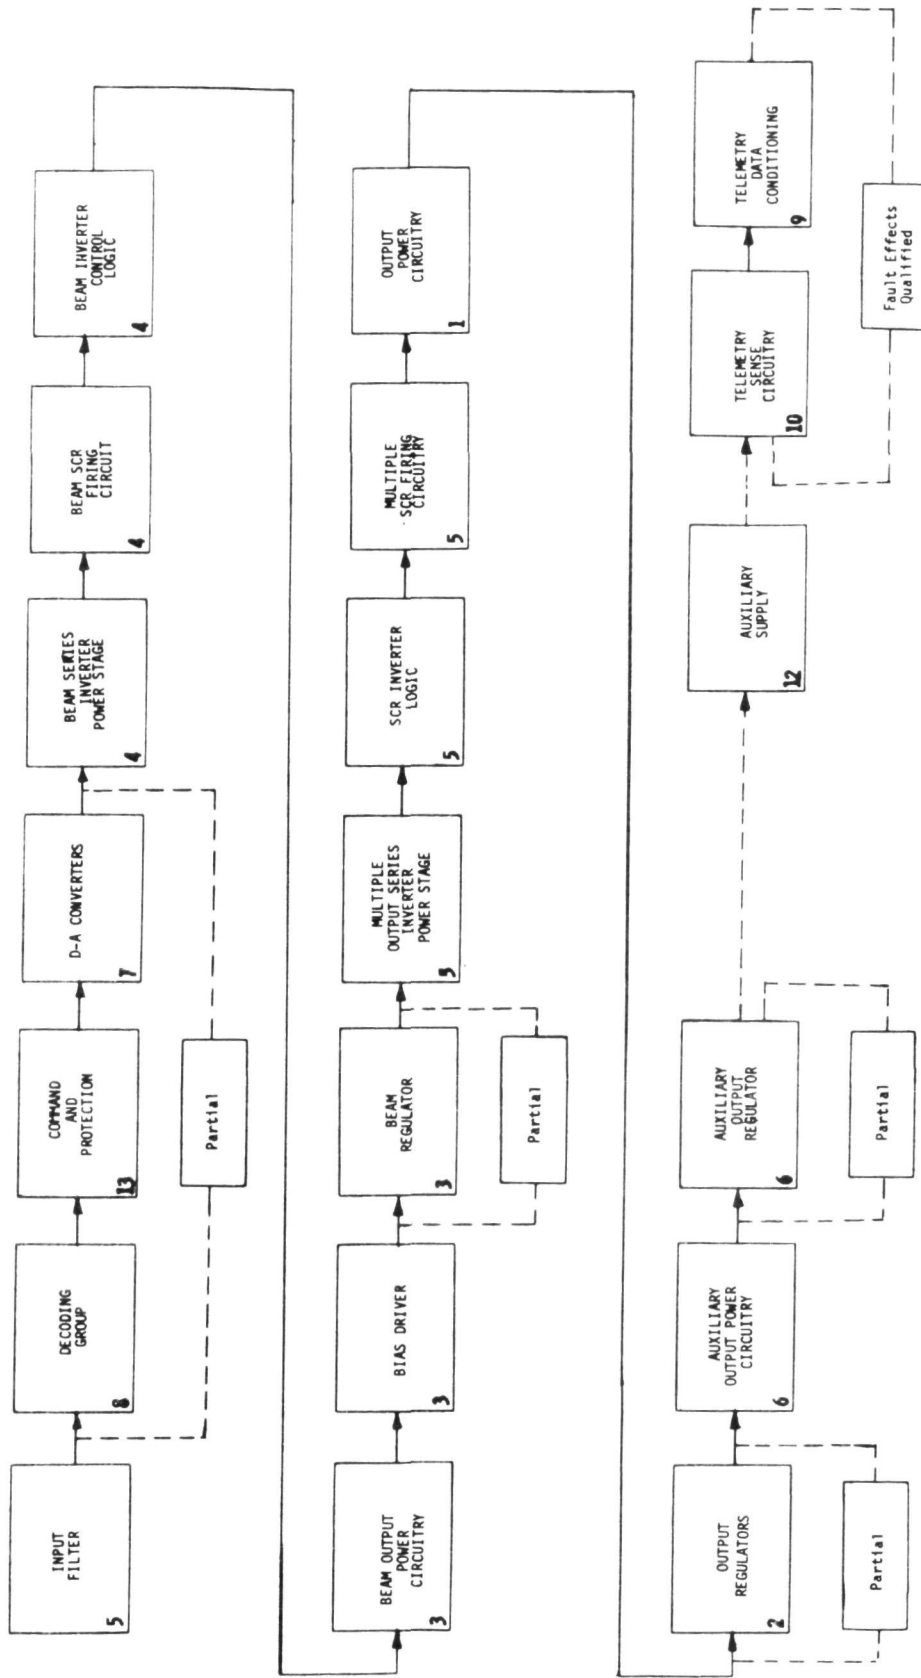 INPUT
FILTER
5
DECODING
GROUP
8
COMMAND
AND
PROTECTION
13
D-A CONVERTERS
7
BEAM SERIES
INVERTER
POWER STAGE
4
BEAM SCR
FIRING
CIRCUIT
4
BEAM INVERTER
CONTROL
LOGIC
4
Partial
BEAM OUTPUT
POWER
CIRCUITRY
3
BIAS DRIVER
3
BEAM
REGULATOR
3
MULTIPLE
OUTPUT SERIES
INVERTER
POWER STAGE
5
SCR INVERTER
LOGIC
5
MULTIPLE
SCR FIRING
CIRCUITRY
5
OUTPUT
POWER
CIRCUITRY
1
Partial
OUTPUT
REGULATORS
2
AUXILIARY
OUTPUT POWER
CIRCUITRY
6
AUXILIARY
OUTPUT
REGULATOR
6
AUXILIARY
SUPPLY
12
TELEMETRY
SENSE
CIRCUITRY
10
TELEMETRY
DATA
CONDITIONING
9
Partial
Partial
Fault Effects
Qualified